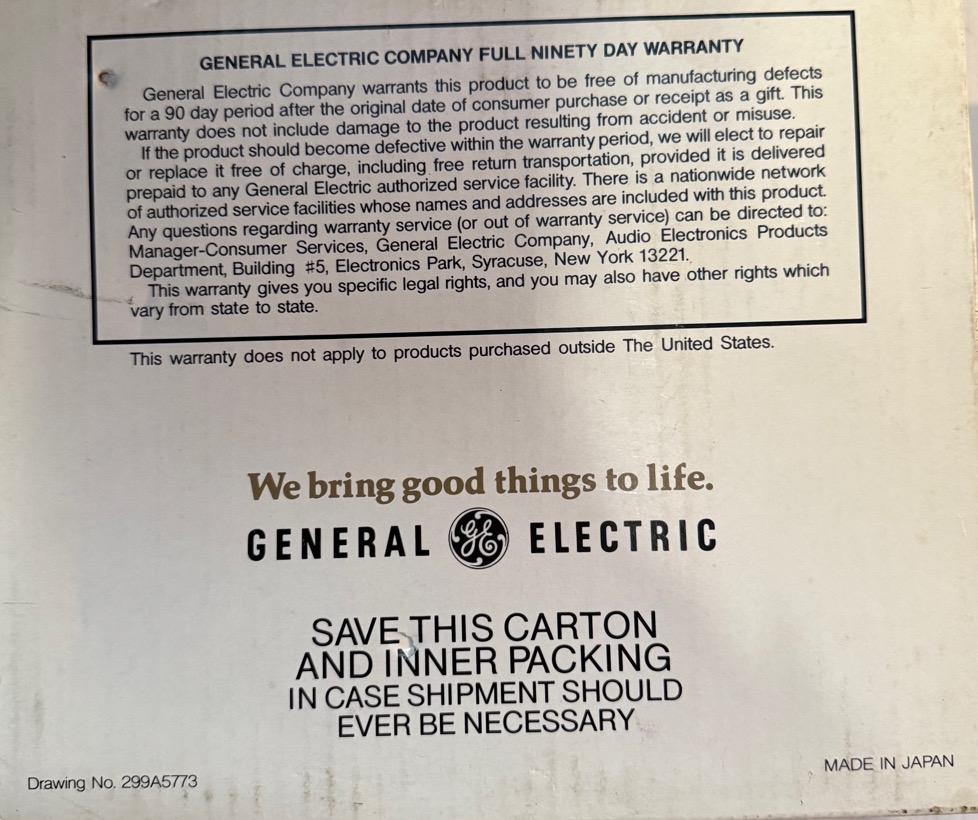 GENERAL ELECTRIC COMPANY FULL NINETY DAY WARRANTY
General Electric Company warrants this product to be free of manufacturing defects
for a 90 day period after the original date of consumer purchase or receipt as a gift. This
warranty does not include damage to the product resulting from accident or misuse.
If the product should become defective within the warranty period, we will elect to repair
or replace it free of charge, including free return transportation, provided it is delivered
prepaid to any General Electric authorized service facility. There is a nationwide network
of authorized service facilities whose names and addresses are included with this product.
Any questions regarding warranty service (or out of warranty service) can be directed to:
Manager-Consumer Services, General Electric Company, Audio Electronics Products
Department, Building #5, Electronics Park, Syracuse, New York 13221.
This warranty gives you specific legal rights, and you may also have other rights which
vary from state to state.
This warranty does not apply to products purchased outside The United States.
We bring good things to life.
GENERAL GE ELECTRIC
SAVE THIS CARTON
AND INNER PACKING
IN CASE SHIPMENT SHOULD
EVER BE NECESSARY
MADE IN JAPAN
Drawing No. 299A5773